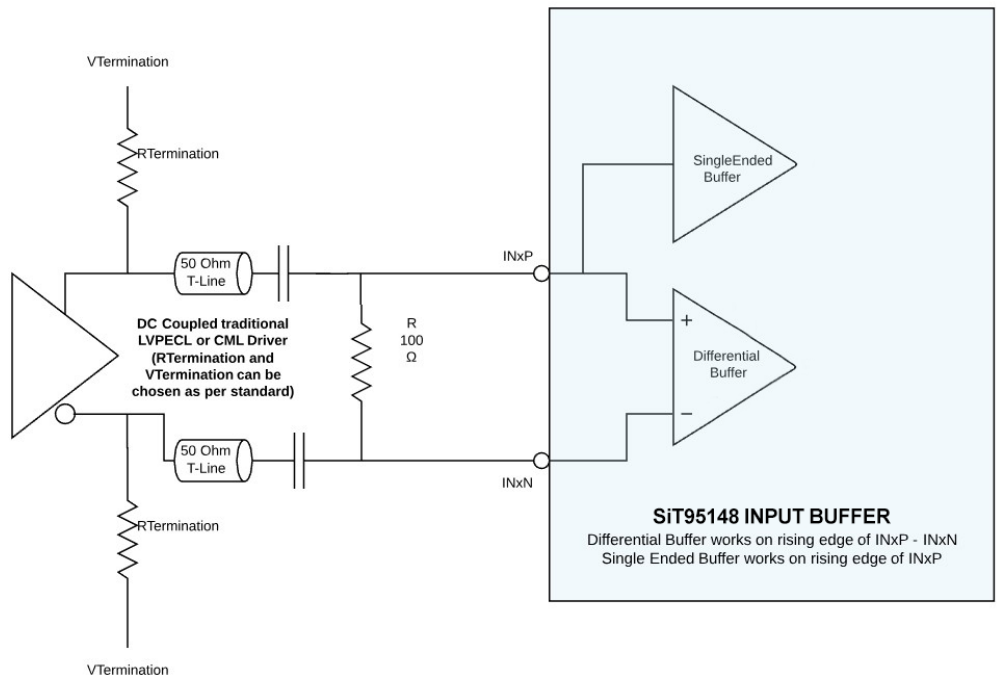 VTermination
RTermination
50 Ohm
T-Line
INxP
SingleEnded
Buffer
DC Coupled traditional
LVPECL or CML Driver
(RTermination and
VTermination can be
chosen as per standard)
R
100
Ω
+
Differential
Buffer
−
50 Ohm
T-Line
INxN
RTermination
VTermination
SiT95148 INPUT BUFFER
Differential Buffer works on rising edge of INxP - INxN
Single Ended Buffer works on rising edge of INxP